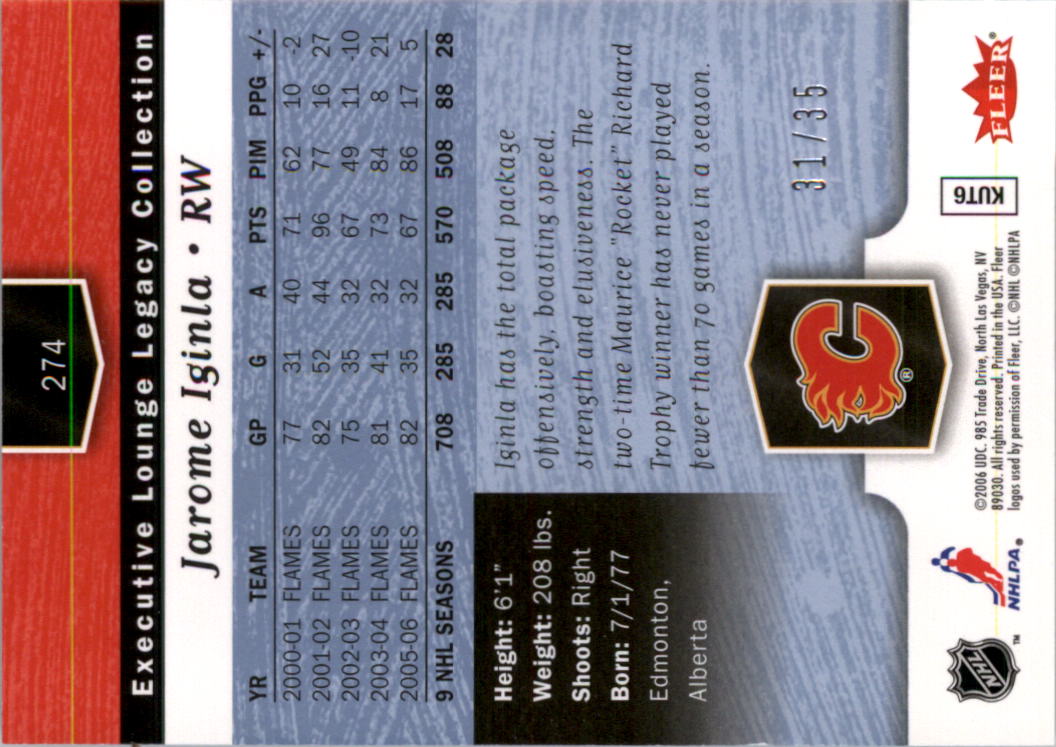 274
Executive Lounge Legacy Collection
Jarome Iginla • RW
YR TEAM GP G A PTS PIM PPG +/-
2000-01 FLAMES 77 31 40 71 62 10 -2
2001-02 FLAMES 82 52 44 96 77 16 27
2002-03 FLAMES 75 35 32 67 49 11 -10
2003-04 FLAMES 81 41 32 73 84 8 21
2005-06 FLAMES 82 35 32 67 86 17 5
9 NHL SEASONS 708 285 285 570 508 88 28
Height: 6'1"
Weight: 208 lbs.
Shoots: Right
Born: 7/1/77
Edmonton,
Alberta
Iginla has the total package
offensively, boasting speed,
strength and elusiveness. The
two-time Maurice "Rocket" Richard
Trophy winner has never played
fewer than 70 games in a season.
31/35
C
®
NHL
™
NHLPA®
©2006 UDC. 985 Trade Drive, North Las Vegas, NV
89030. All rights reserved. Printed in the USA. Fleer
logos used by permission of Fleer, LLC. ©NHL ©NHLPA
KUT6
FLEER®